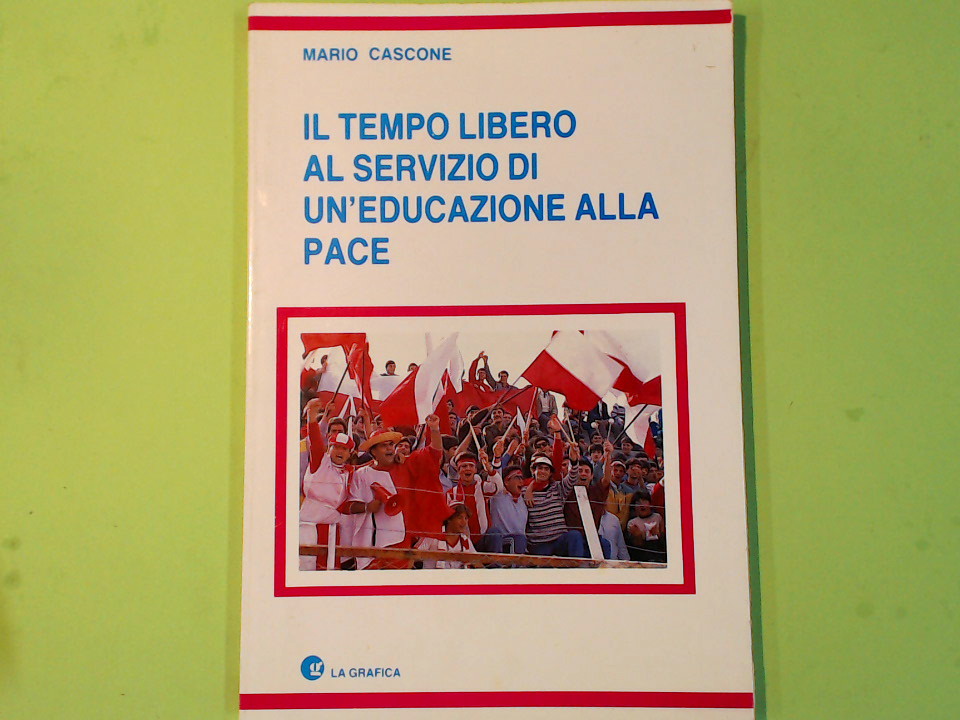 MARIO CASCONE
IL TEMPO LIBERO
AL SERVIZIO DI
UN'EDUCAZIONE ALLA
PACE
g LA GRAFICA